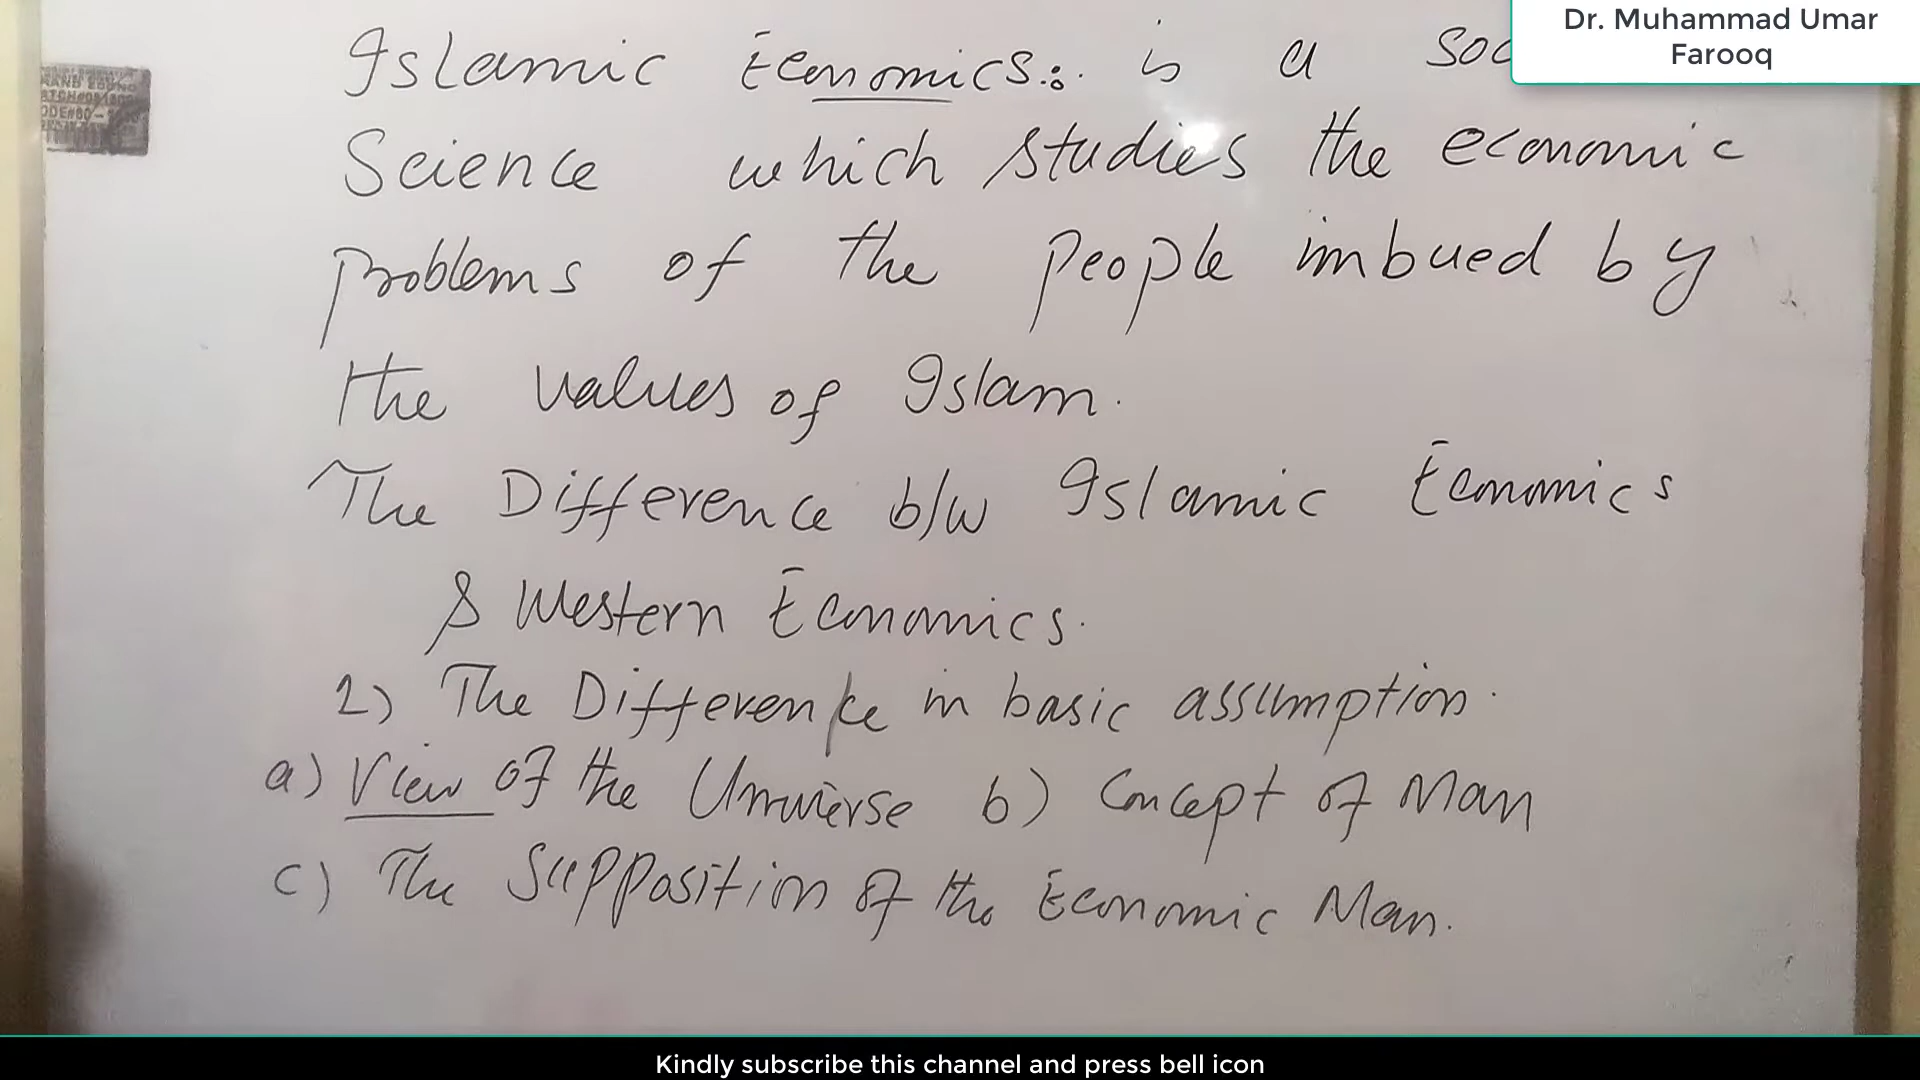 Dr. Muhammad Umar
Farooq
Islamic Economics: is a soc
Science which studies the economic
problems of the people imbued by
the values of Islam.
The Difference b/w Islamic Economics
& Western Economics.
2) The Difference in basic assumption.
a) View of the Universe b) Concept of Man
c) The Supposition of the Economic Man.
Kindly subscribe this channel and press bell icon